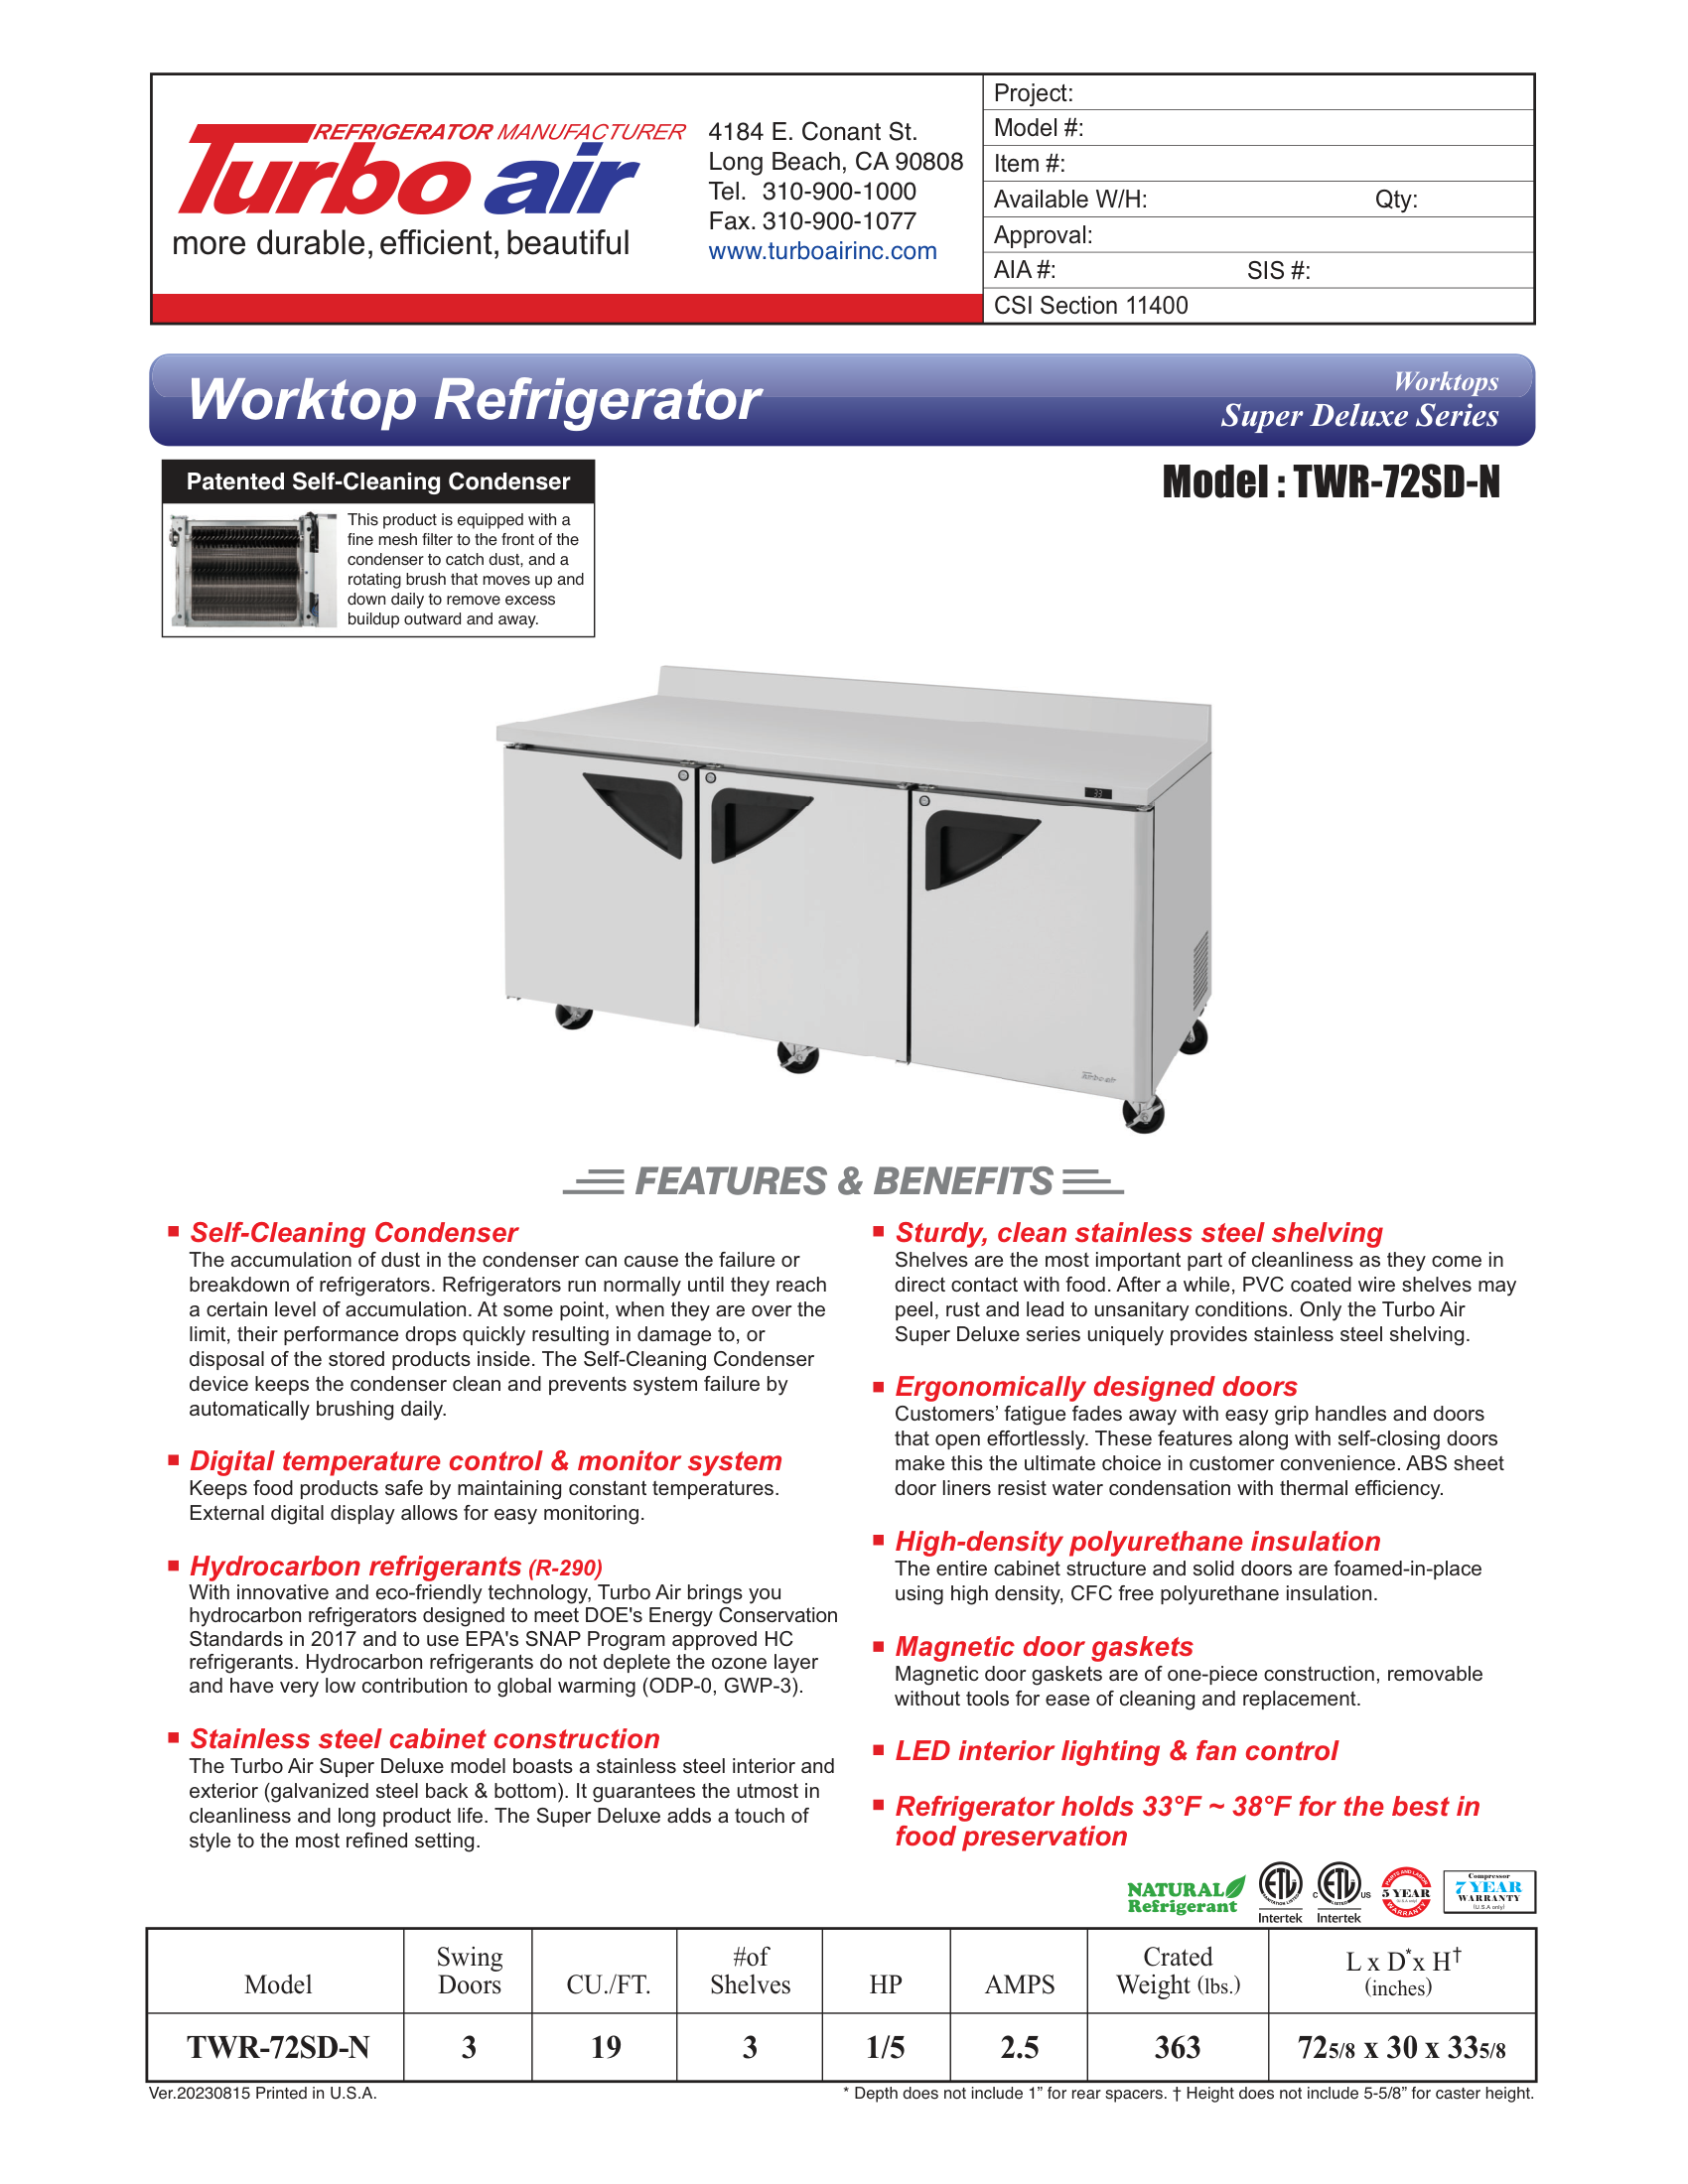 REFRIGERATOR MANUFACTURER
Turbo air
more durable, efficient, beautiful
4184 E. Conant St.
Long Beach, CA 90808
Tel. 310-900-1000
Fax. 310-900-1077
www.turboairinc.com
Project:
Model #:
Item #:
Available W/H: Qty:
Approval:
AIA #: SIS #:
CSI Section 11400
Worktop Refrigerator
Worktops
Super Deluxe Series
Patented Self-Cleaning Condenser
This product is equipped with a
fine mesh filter to the front of the
condenser to catch dust, and a
rotating brush that moves up and
down daily to remove excess
buildup outward and away.
Model : TWR-72SD-N
33
Turbo air
FEATURES & BENEFITS
Self-Cleaning Condenser
The accumulation of dust in the condenser can cause the failure or
breakdown of refrigerators. Refrigerators run normally until they reach
a certain level of accumulation. At some point, when they are over the
limit, their performance drops quickly resulting in damage to, or
disposal of the stored products inside. The Self-Cleaning Condenser
device keeps the condenser clean and prevents system failure by
automatically brushing daily.
Digital temperature control & monitor system
Keeps food products safe by maintaining constant temperatures.
External digital display allows for easy monitoring.
Hydrocarbon refrigerants (R-290)
With innovative and eco-friendly technology, Turbo Air brings you
hydrocarbon refrigerators designed to meet DOE's Energy Conservation
Standards in 2017 and to use EPA's SNAP Program approved HC
refrigerants. Hydrocarbon refrigerants do not deplete the ozone layer
and have very low contribution to global warming (ODP-0, GWP-3).
Stainless steel cabinet construction
The Turbo Air Super Deluxe model boasts a stainless steel interior and
exterior (galvanized steel back & bottom). It guarantees the utmost in
cleanliness and long product life. The Super Deluxe adds a touch of
style to the most refined setting.
Sturdy, clean stainless steel shelving
Shelves are the most important part of cleanliness as they come in
direct contact with food. After a while, PVC coated wire shelves may
peel, rust and lead to unsanitary conditions. Only the Turbo Air
Super Deluxe series uniquely provides stainless steel shelving.
Ergonomically designed doors
Customers’ fatigue fades away with easy grip handles and doors
that open effortlessly. These features along with self-closing doors
make this the ultimate choice in customer convenience. ABS sheet
door liners resist water condensation with thermal efficiency.
High-density polyurethane insulation
The entire cabinet structure and solid doors are foamed-in-place
using high density, CFC free polyurethane insulation.
Magnetic door gaskets
Magnetic door gaskets are of one-piece construction, removable
without tools for ease of cleaning and replacement.
LED interior lighting & fan control
Refrigerator holds 33°F ~ 38°F for the best in
food preservation
NATURAL
Refrigerant
ETL
SANITATION LISTED
Intertek
C ETL US
LISTED
Intertek
PARTS AND LABOR
5 YEAR
(U.S.A only)
WARRANTY
Compressor
7 YEAR
WARRANTY
(U.S.A only)
Model Swing Doors CU./FT. #of Shelves HP AMPS Crated Weight (lbs.) L x D* x H† (inches)
TWR-72SD-N 3 19 3 1/5 2.5 363 725/8 x 30 x 335/8
Ver.20230815 Printed in U.S.A.
* Depth does not include 1” for rear spacers. † Height does not include 5-5/8” for caster height.